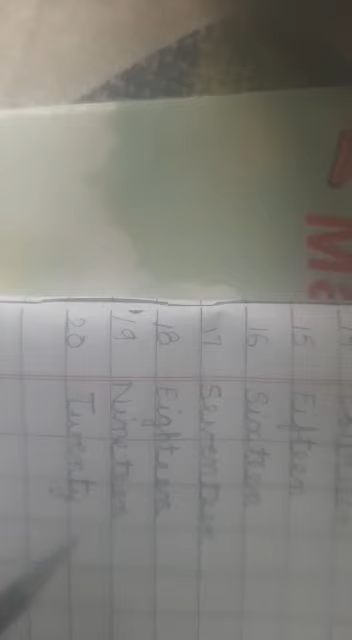 15 Fifteen
16 Sixteen
17 Seventeen
18 Eighteen
19 Nineteen
20 Twenty